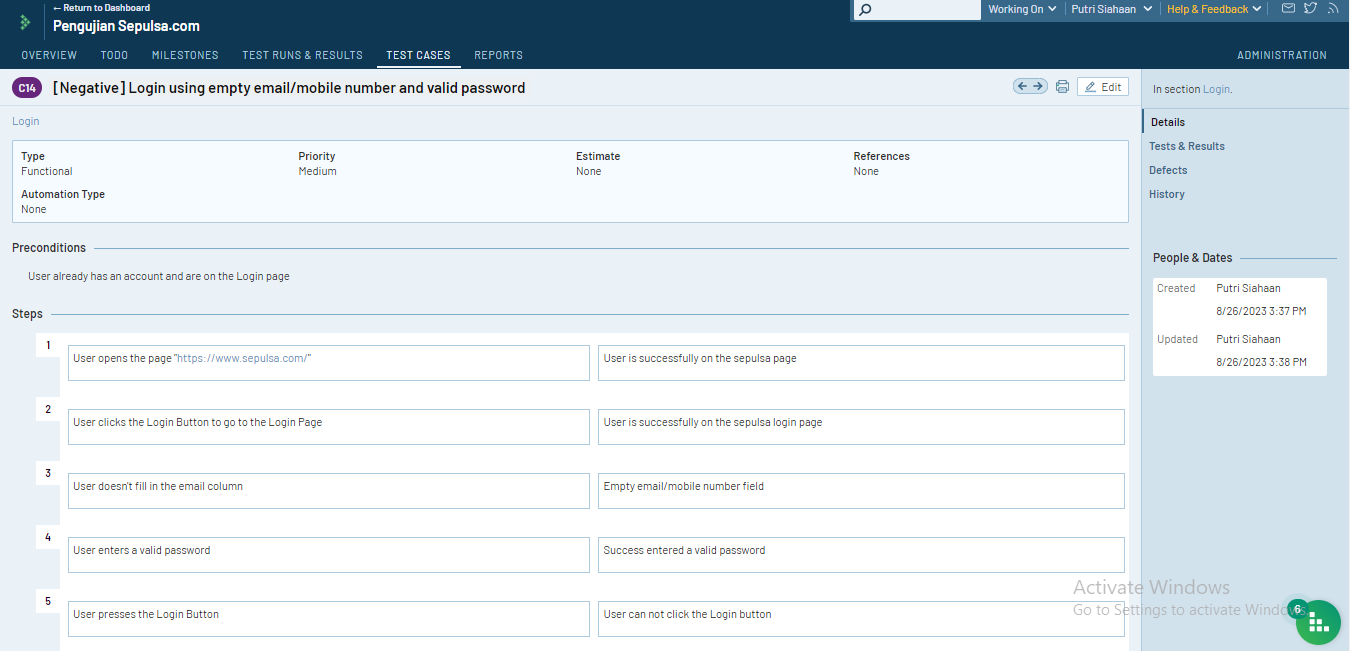 ← Return to Dashboard
Pengujian Sepulsa.com
Working On
Putri Siahaan
Help & Feedback
OVERVIEW
TODO
MILESTONES
TEST RUNS & RESULTS
TEST CASES
REPORTS
ADMINISTRATION
C14
[Negative] Login using empty email/mobile number and valid password
Edit
Login
Type
Functional
Priority
Medium
Estimate
None
References
None
Automation Type
None
Preconditions
User already has an account and are on the Login page
Steps
1
User opens the page "https://www.sepulsa.com/"
User is successfully on the sepulsa page
2
User clicks the Login Button to go to the Login Page
User is successfully on the sepulsa login page
3
User doesn't fill in the email column
Empty email/mobile number field
4
User enters a valid password
Success entered a valid password
5
User presses the Login Button
User can not click the Login button
In section Login.
Details
Tests & Results
Defects
History
People & Dates
Created
Putri Siahaan
8/26/2023 3:37 PM
Updated
Putri Siahaan
8/26/2023 3:38 PM
Activate Windows
Go to Settings to activate Windows.
6